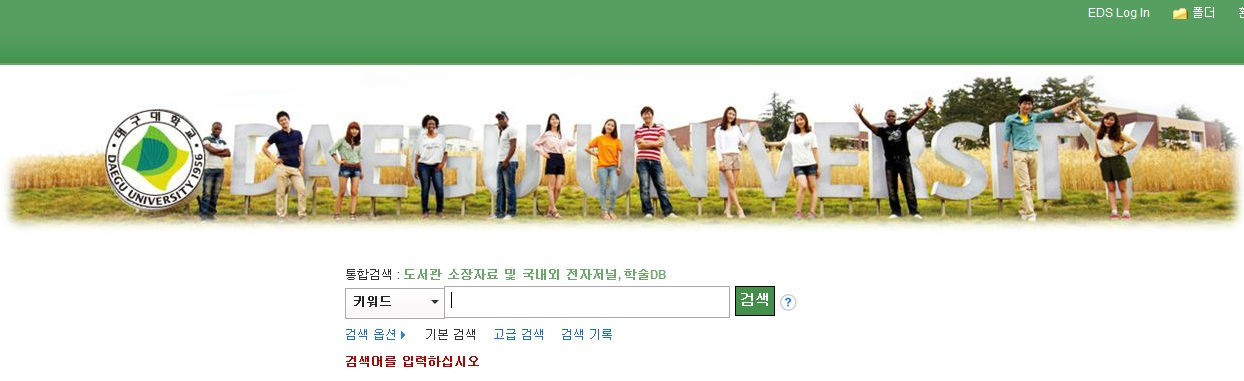 EDS Log In 폴더
대구대학교
DAEGU UNIVERSITY 1956
DAEGU UNIVERSITY
통합검색 : 도서관 소장자료 및 국내외 전자저널, 학술DB
키워드 검색 ?
검색 옵션 기본 검색 고급 검색 검색 기록
검색어를 입력하십시오